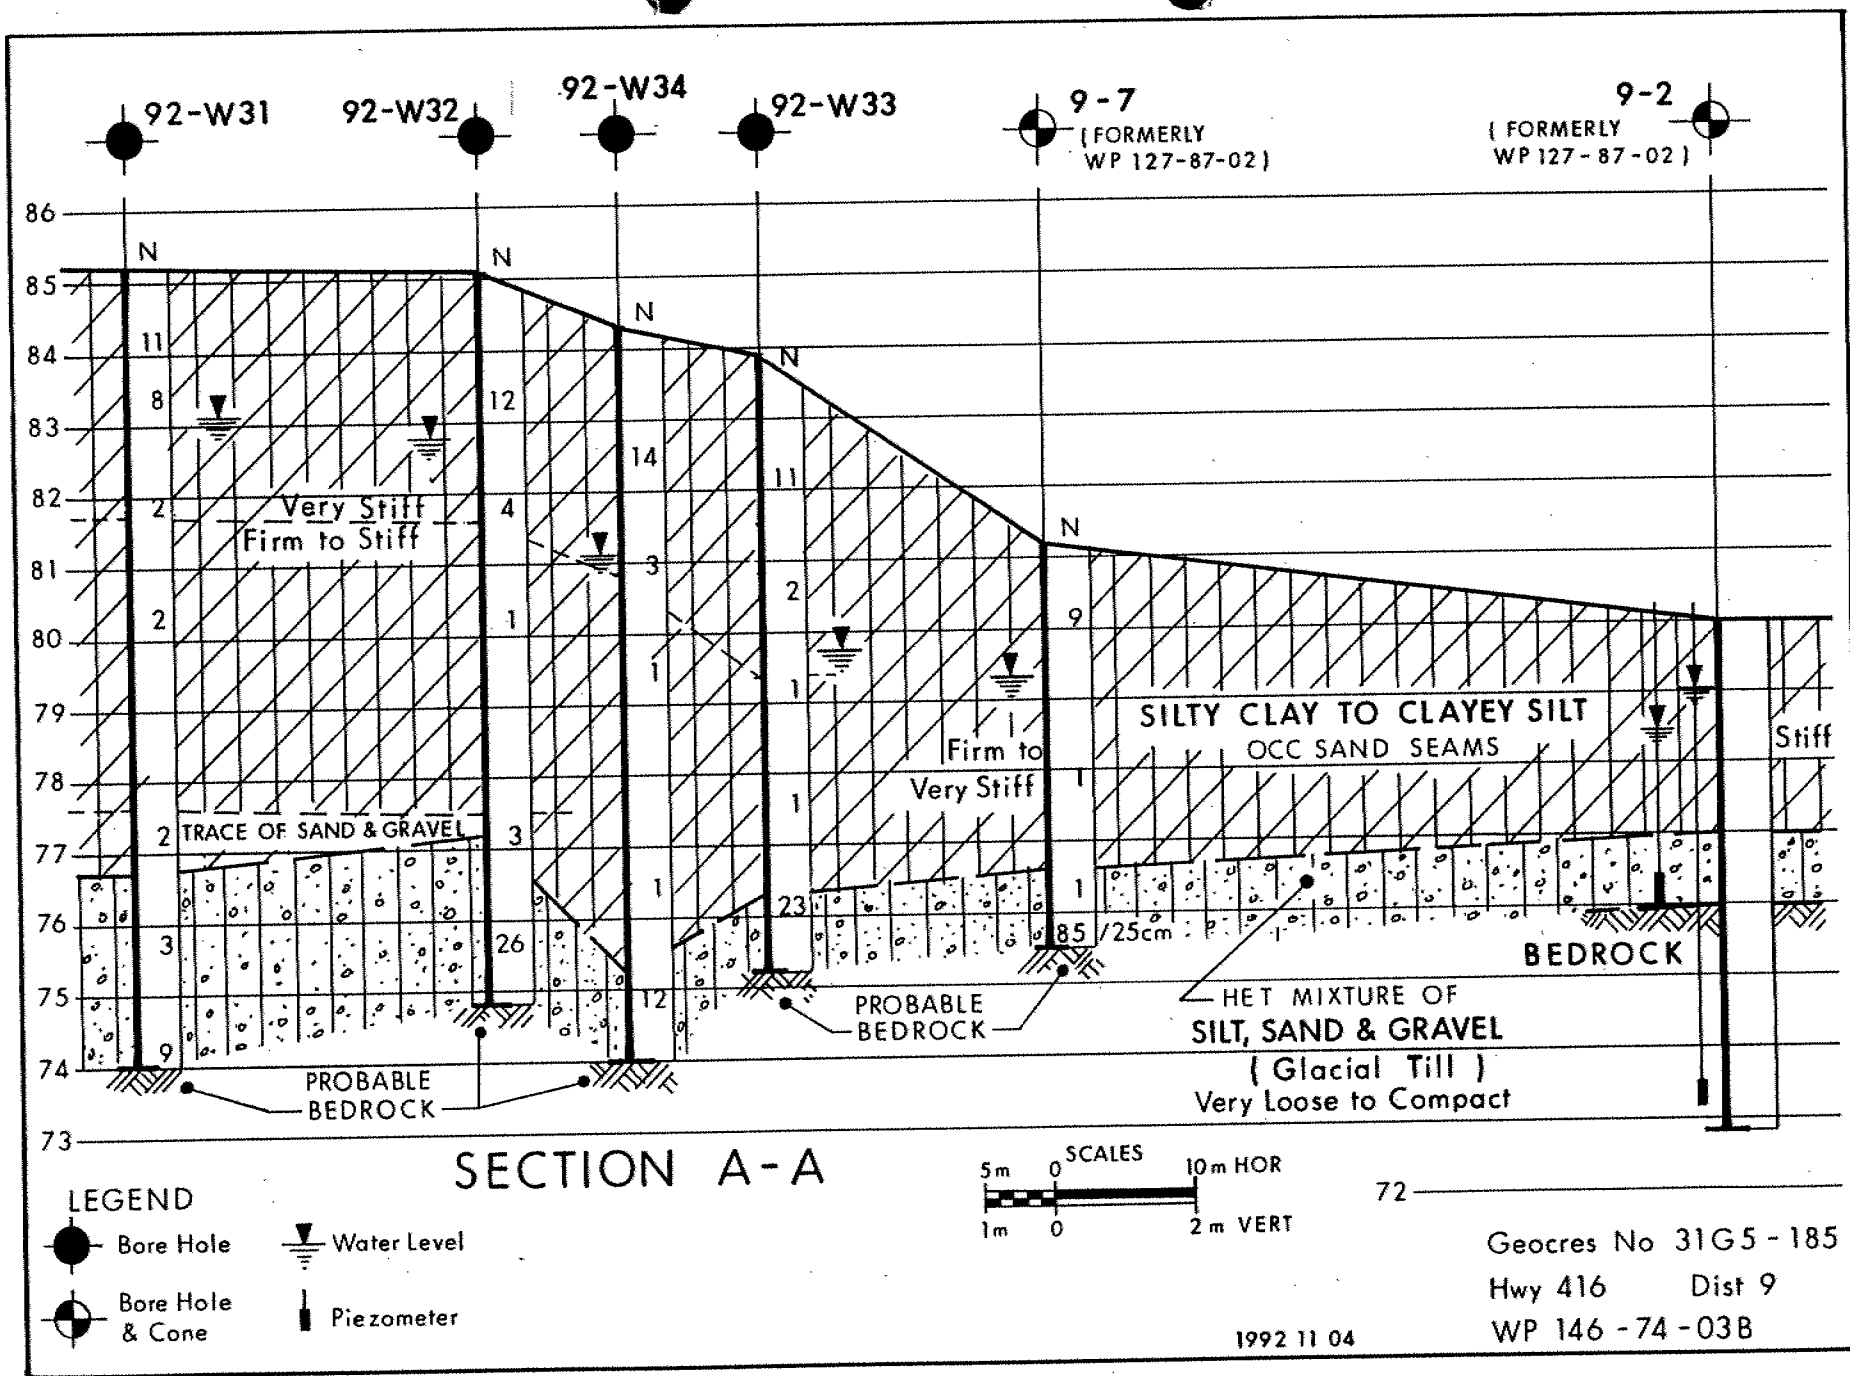 92-W31
92-W32
92-W34
92-W33
9-7
(FORMERLY
WP 127-87-02)
9-2
(FORMERLY
WP 127-87-02)
86
85
84
83
82
81
80
79
78
77
76
75
74
73
72
N
11
8
2
2
2
3
9
N
12
4
1
3
26
N
14
3
1
1
12
N
11
2
1
1
23
N
9
1
1
85 /25cm
Very Stiff
Firm to Stiff
TRACE OF SAND & GRAVEL
Firm to
Very Stiff
SILTY CLAY TO CLAYEY SILT
OCC SAND SEAMS
Stiff
BEDROCK
PROBABLE
BEDROCK
PROBABLE
BEDROCK
HET MIXTURE OF
SILT, SAND & GRAVEL
(Glacial Till)
Very Loose to Compact
SECTION A-A
SCALES
5m 0 10m HOR
1m 0 2m VERT
LEGEND
Bore Hole
Water Level
Bore Hole
& Cone
Piezometer
1992 11 04
Geocres No 31G5-185
Hwy 416 Dist 9
WP 146-74-03B